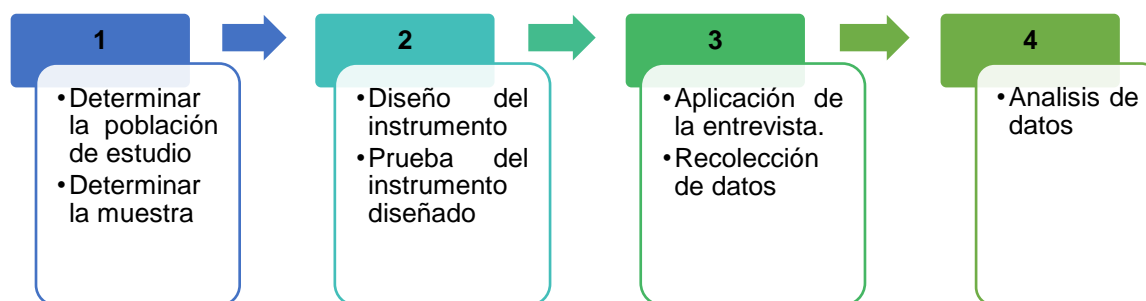 1
•Determinar
la población
de estudio
•Determinar
la muestra
2
•Diseño del
instrumento
•Prueba del
instrumento
diseñado
3
•Aplicación de
la entrevista.
•Recolección
de datos
4
•Analisis de
datos